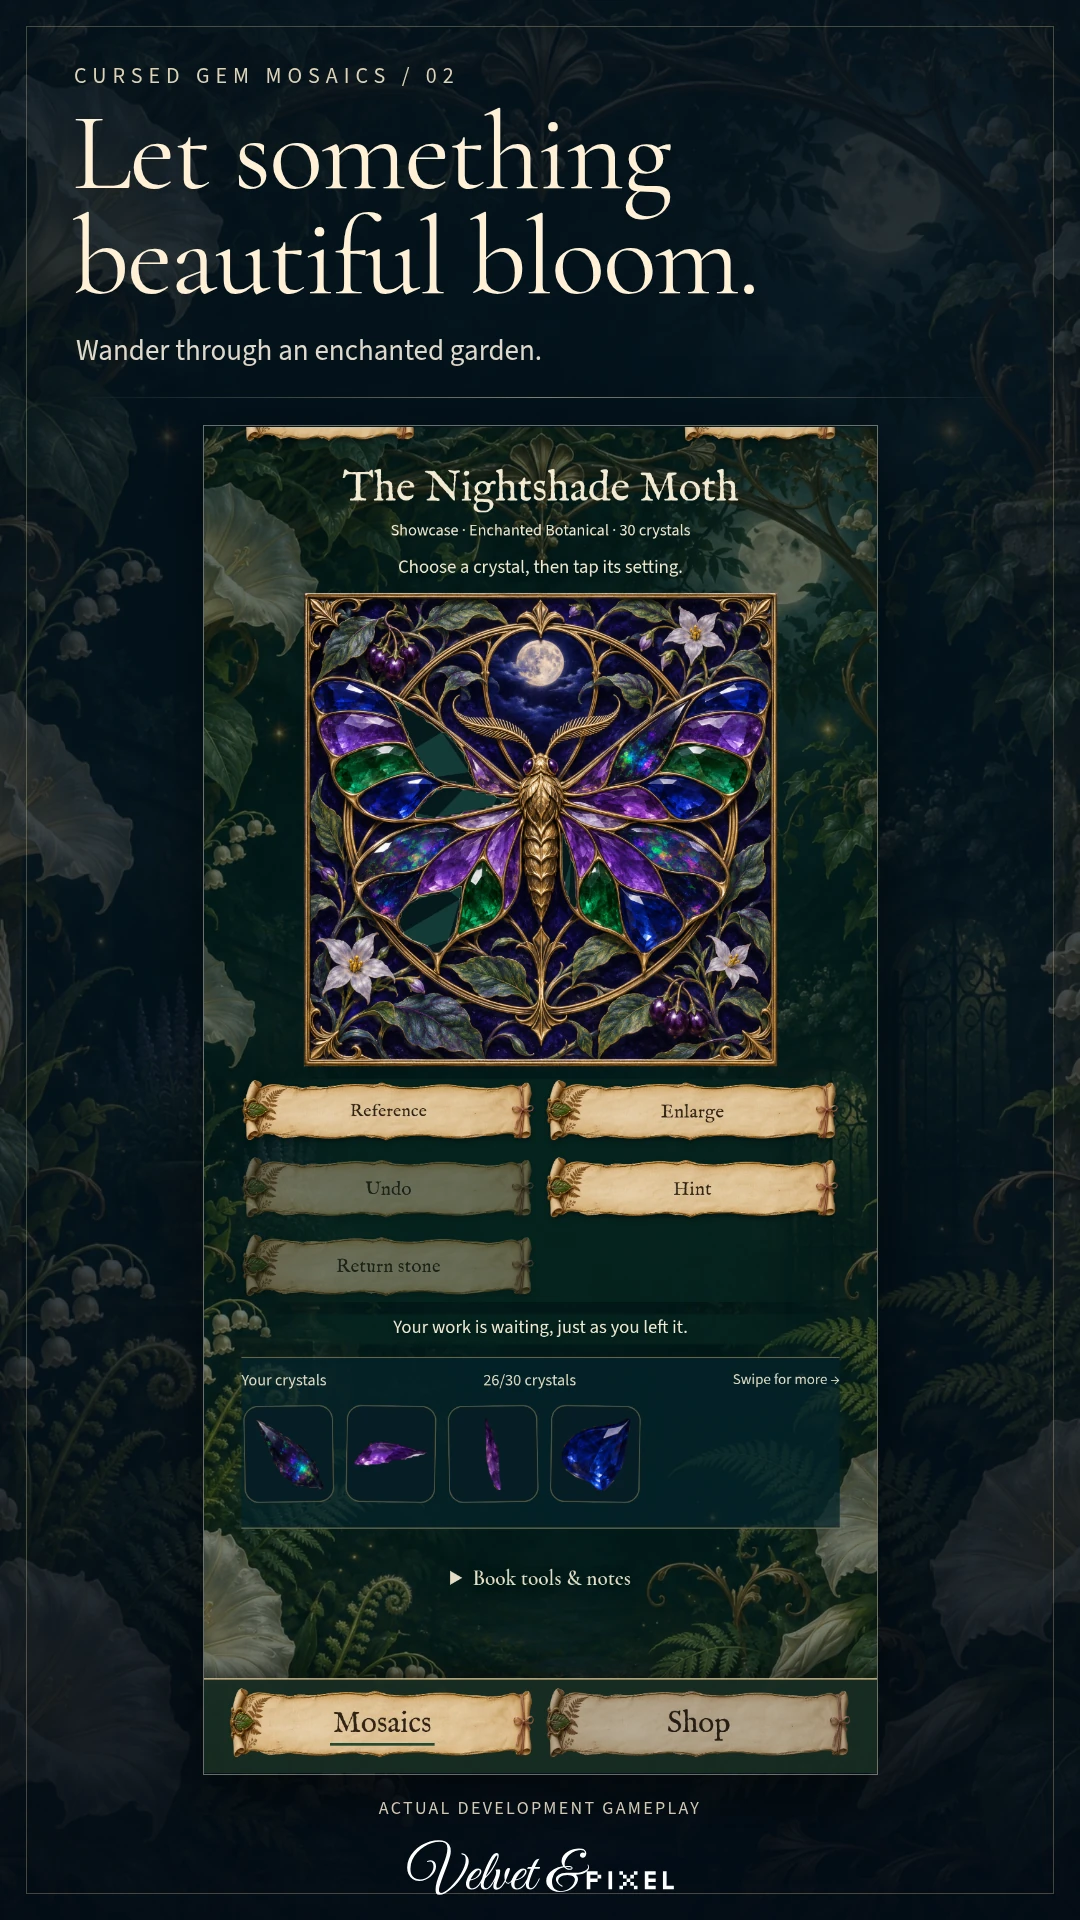 CURSED GEM MOSAICS / 02
Let something
beautiful bloom.
Wander through an enchanted garden.
The Nightshade Moth
Showcase · Enchanted Botanical · 30 crystals
Choose a crystal, then tap its setting.
Reference
Enlarge
Undo
Hint
Return stone
Your work is waiting, just as you left it.
Your crystals
26/30 crystals
Swipe for more →
▶ Book tools & notes
Mosaics
Shop
ACTUAL DEVELOPMENT GAMEPLAY
Velvet & PIXEL